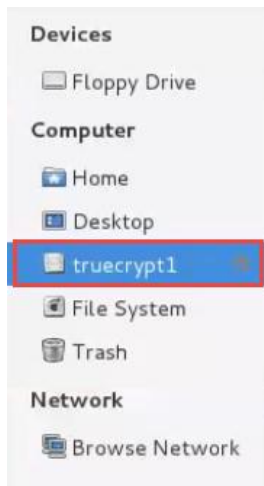 Devices
Floppy Drive
Computer
Home
Desktop
truecrypt1
File System
Trash
Network
Browse Network